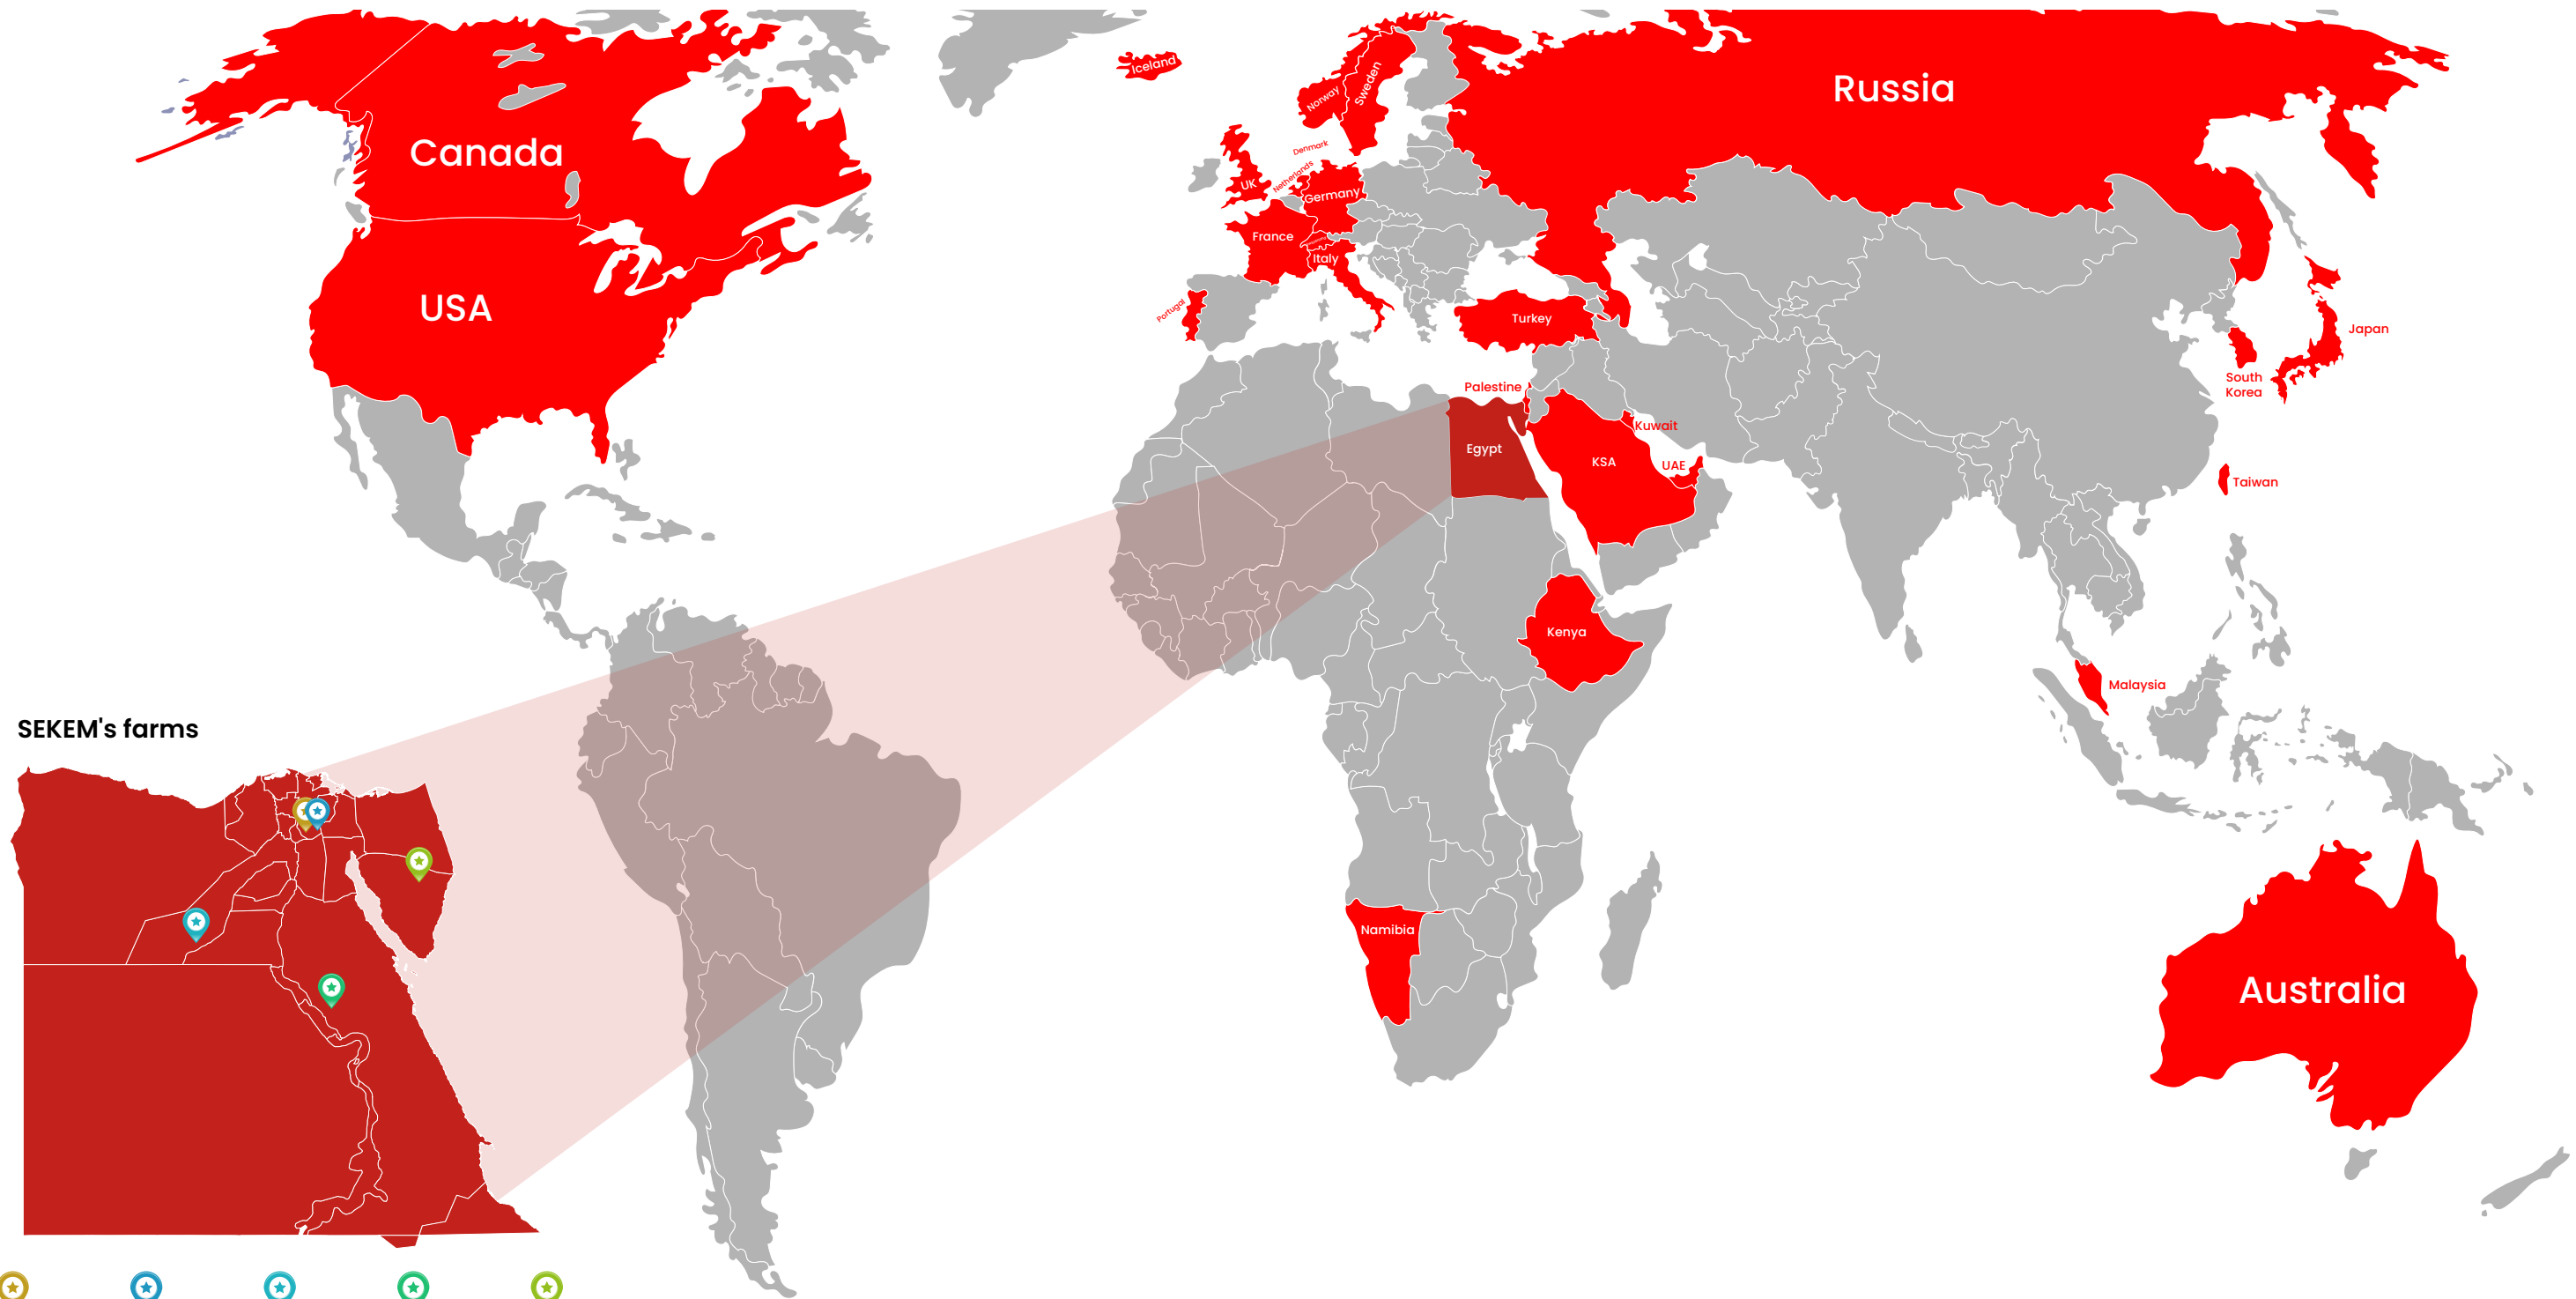 Iceland
Norway
Sweden
Russia
Canada
Denmark
Netherlands
UK
Germany
France
Italy
USA
Portugal
Turkey
Japan
South
Korea
Palestine
Kuwait
Egypt
KSA
UAE
Taiwan
Kenya
Malaysia
SEKEM's farms
Namibia
Australia